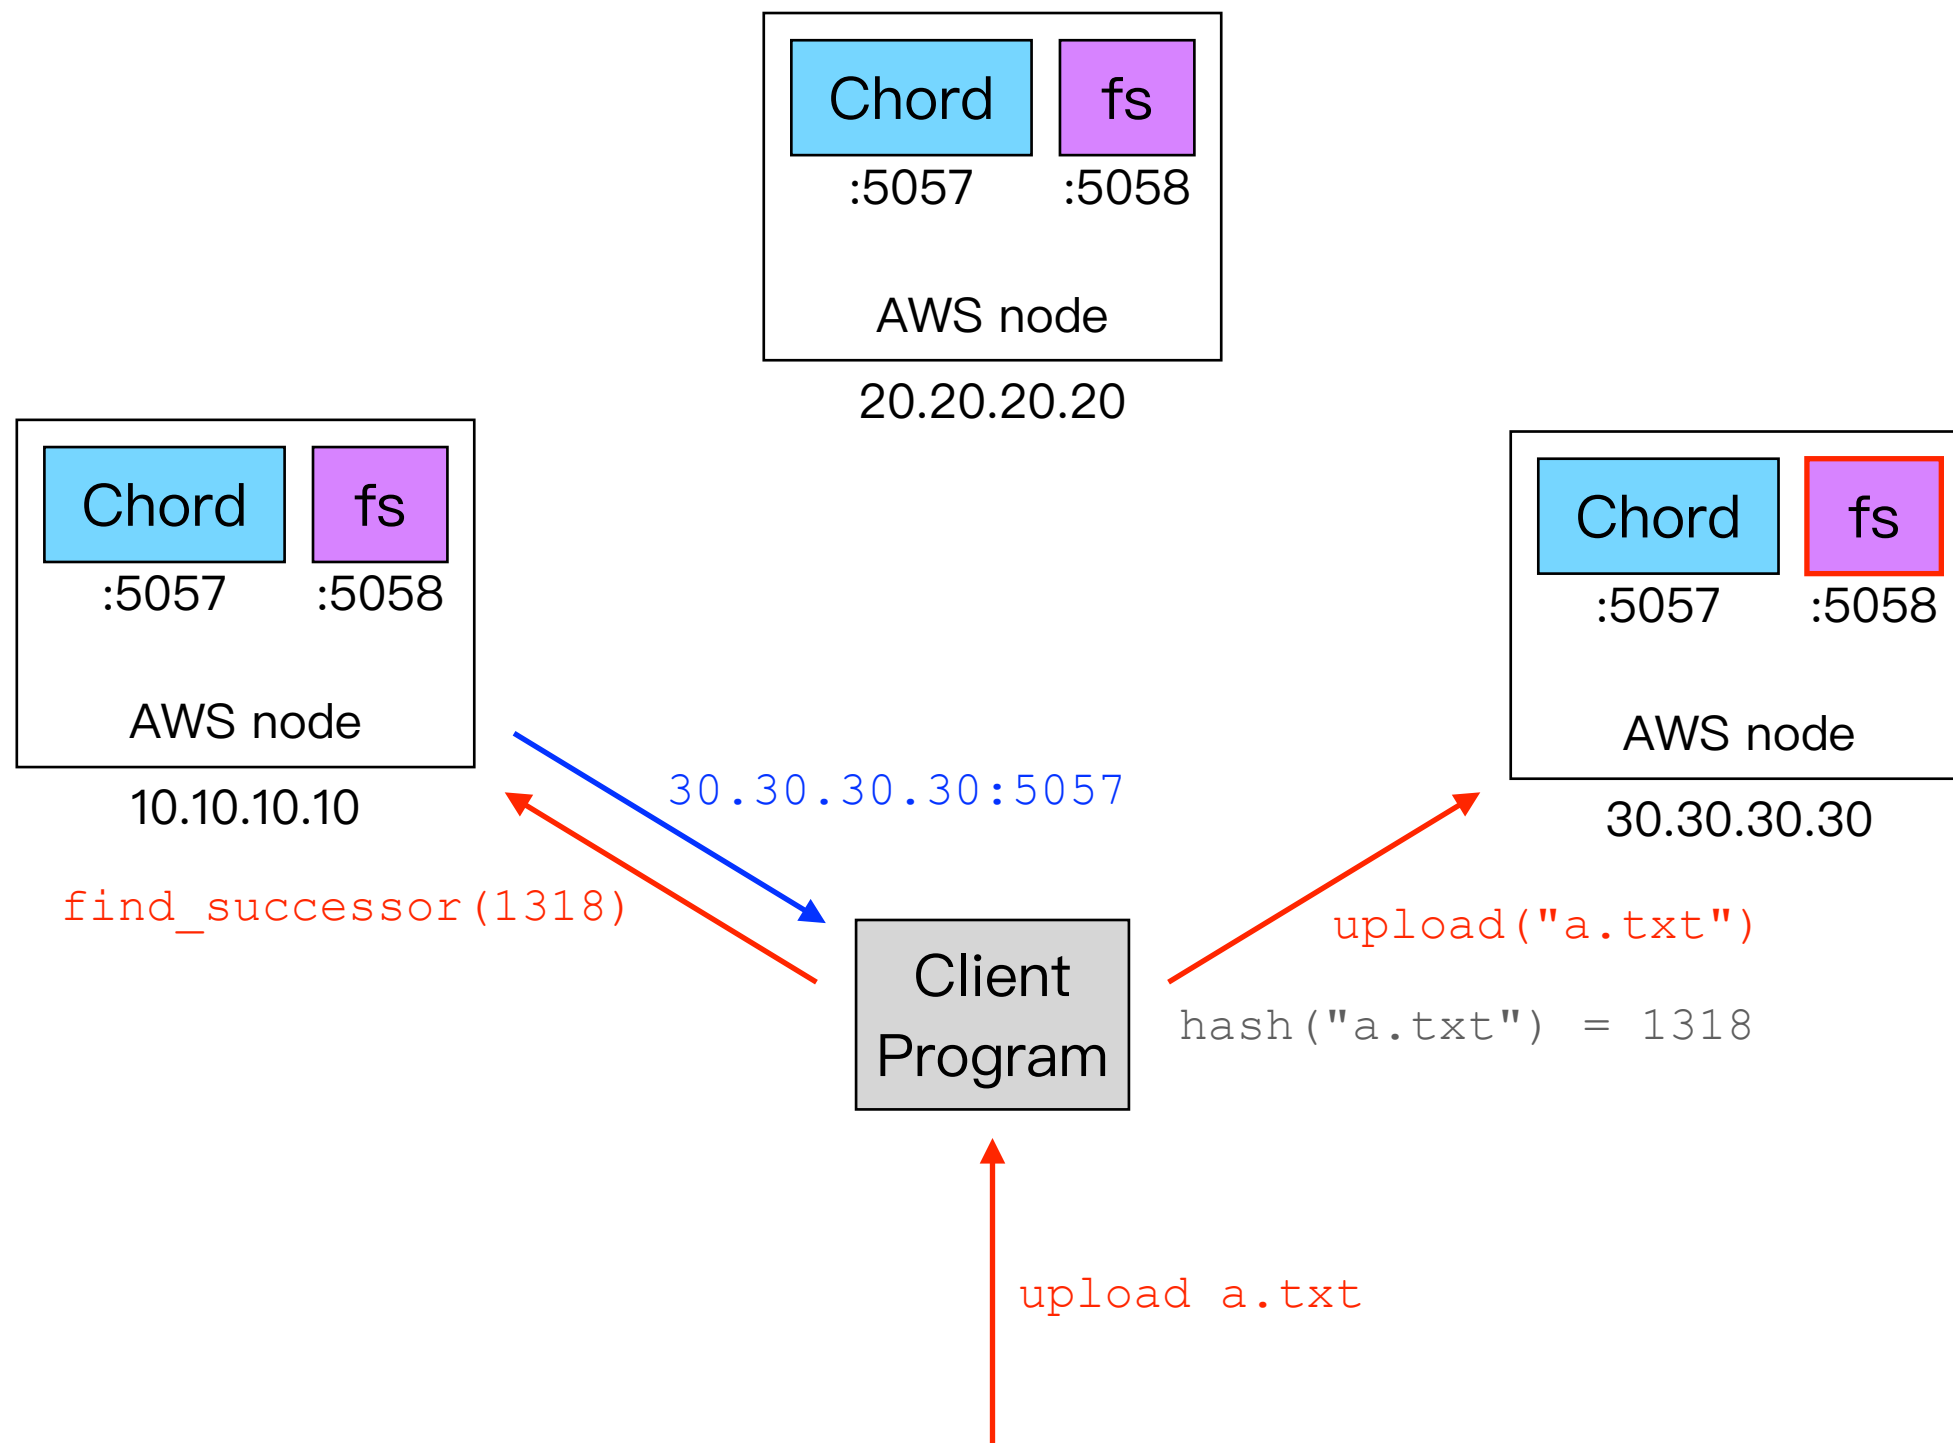 Chord fs
:5057 :5058
AWS node
20.20.20.20
Chord fs
:5057 :5058
AWS node
10.10.10.10
Chord fs
:5057 :5058
AWS node
30.30.30.30
30.30.30.30:5057
find_successor(1318)
upload("a.txt")
hash("a.txt") = 1318
Client
Program
upload a.txt